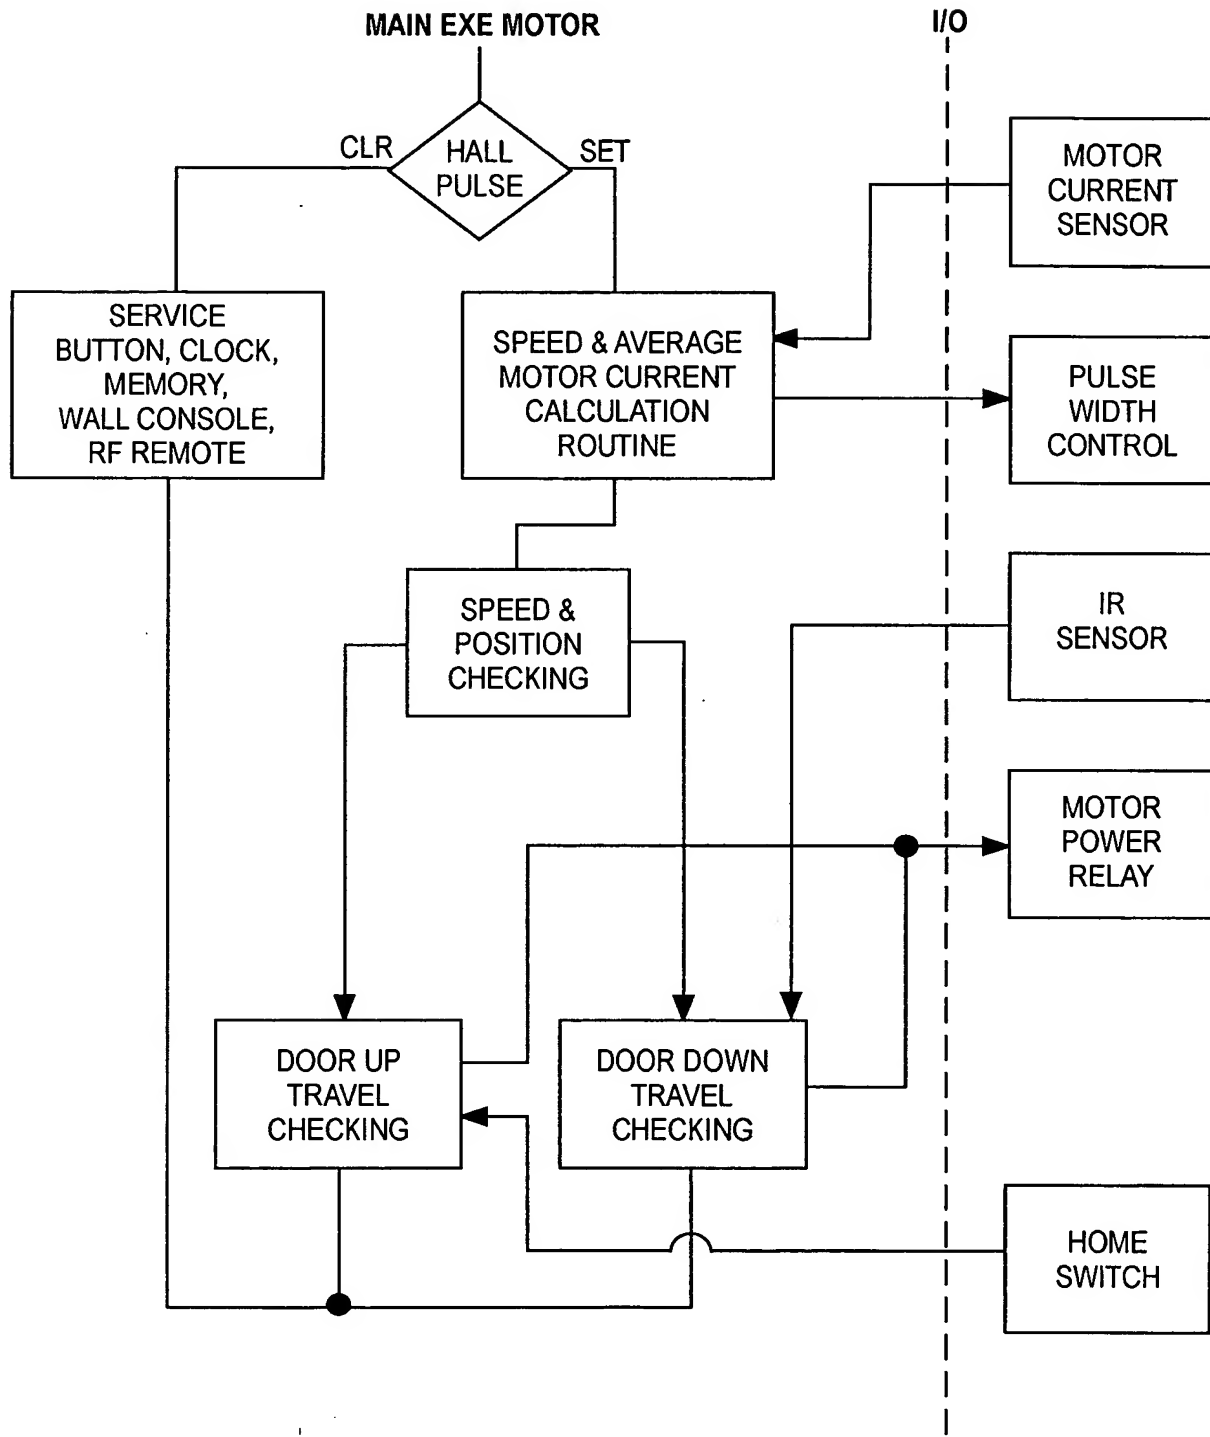 MAIN EXE MOTOR
I/O
CLR
HALL
PULSE
SET
MOTOR
CURRENT
SENSOR
SERVICE
BUTTON, CLOCK,
MEMORY,
WALL CONSOLE,
RF REMOTE
SPEED & AVERAGE
MOTOR CURRENT
CALCULATION
ROUTINE
PULSE
WIDTH
CONTROL
SPEED &
POSITION
CHECKING
IR
SENSOR
MOTOR
POWER
RELAY
DOOR UP
TRAVEL
CHECKING
DOOR DOWN
TRAVEL
CHECKING
HOME
SWITCH